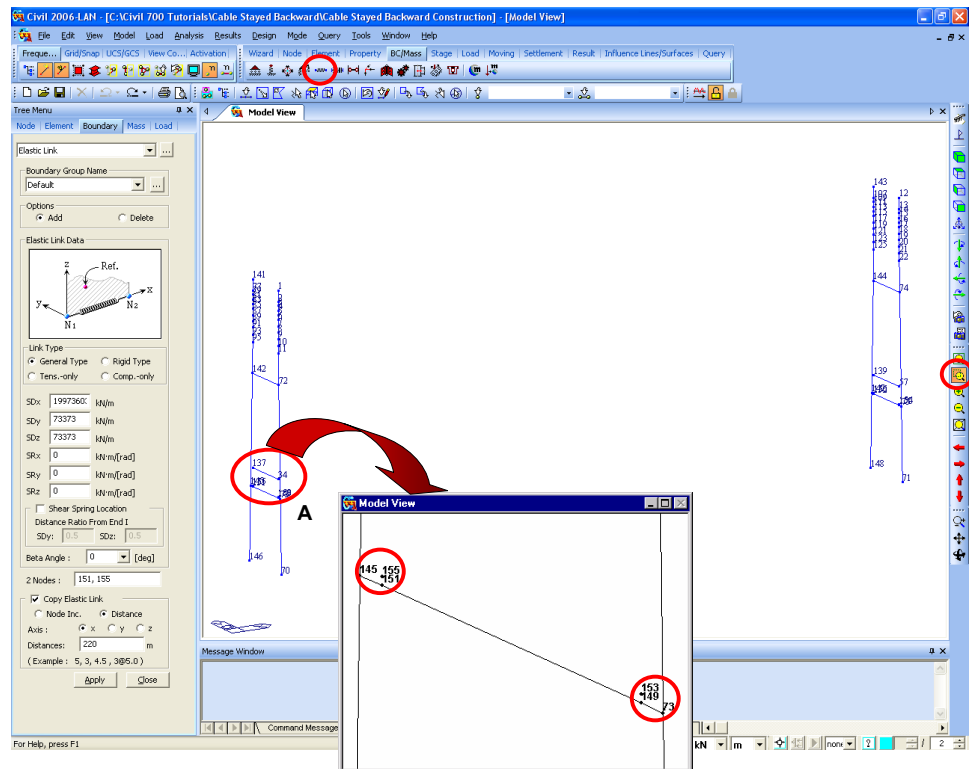 Civil 2006-LAN - [C:\Civil 700 Tutorials\Cable Stayed Backward\Cable Stayed Backward Construction] - [Model View]
File Edit View Model Load Analysis Results Design Mode Query Tools Window Help
Freque... Grid/Snap UCS/GCS View Co... Activation Wizard Node Element Property BC/Mass Stage Load Moving Settlement Result Influence Lines/Surfaces Query
Tree Menu
Node Element Boundary Mass Load
Model View
Elastic Link
...
Boundary Group Name
Default
...
Options
Add Delete
Elastic Link Data
z Ref. x
y N1 N2
Link Type
General Type Rigid Type
Tens.-only Comp.-only
SDx 1997360 kN/m
SDy 73373 kN/m
SDz 73373 kN/m
SRx 0 kN·m/[rad]
SRy 0 kN·m/[rad]
SRz 0 kN·m/[rad]
Shear Spring Location
Distance Ratio From End I
SDy: 0.5 SDz: 0.5
Beta Angle : 0 [deg]
2 Nodes : 151, 155
Copy Elastic Link
Node Inc. Distance
Axis : x y z
Distances: 220 m
( Example : 5, 3, 4.5 , 3@5.0 )
Apply Close
141
1
10
11
142
72
137
34
A
146
70
143
12
13
20
21
22
144
74
139
57
148
71
Model View
145 155
151
153
149
73
Message Window
Command Message
For Help, press F1
kN m none ? / 2